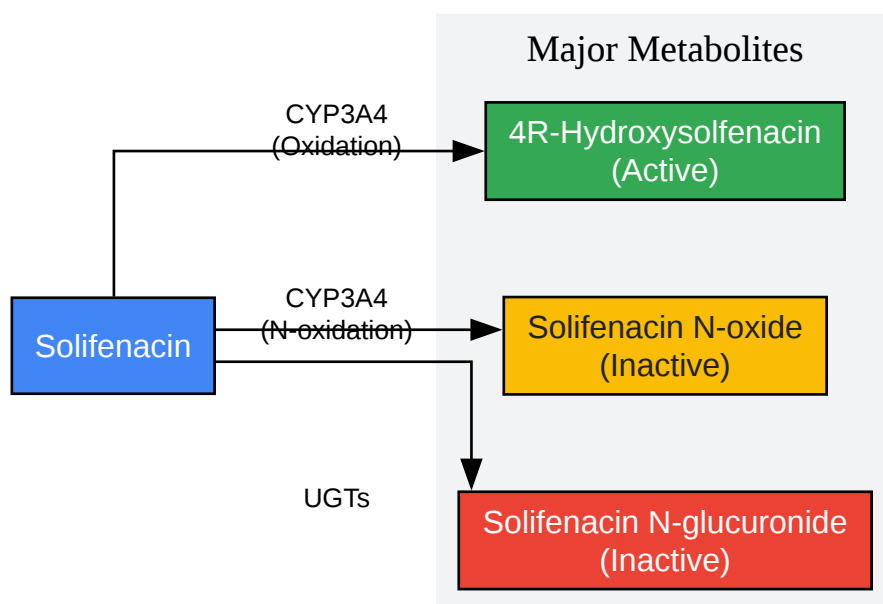 Major Metabolites
CYP3A4
(Oxidation)
4R-Hydroxysolfenacin
(Active)
CYP3A4
(N-oxidation)
Solifenacin
Solifenacin N-oxide
(Inactive)
UGTs
Solifenacin N-glucuronide
(Inactive)